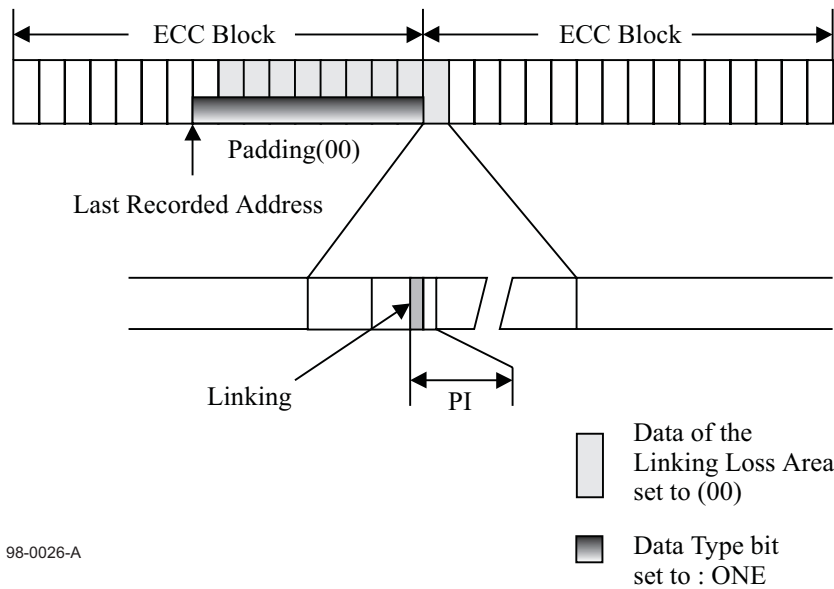 ECC Block
ECC Block
Padding(00)
Last Recorded Address
Linking
PI
Data of the
Linking Loss Area
set to (00)
98-0026-A
Data Type bit
set to : ONE